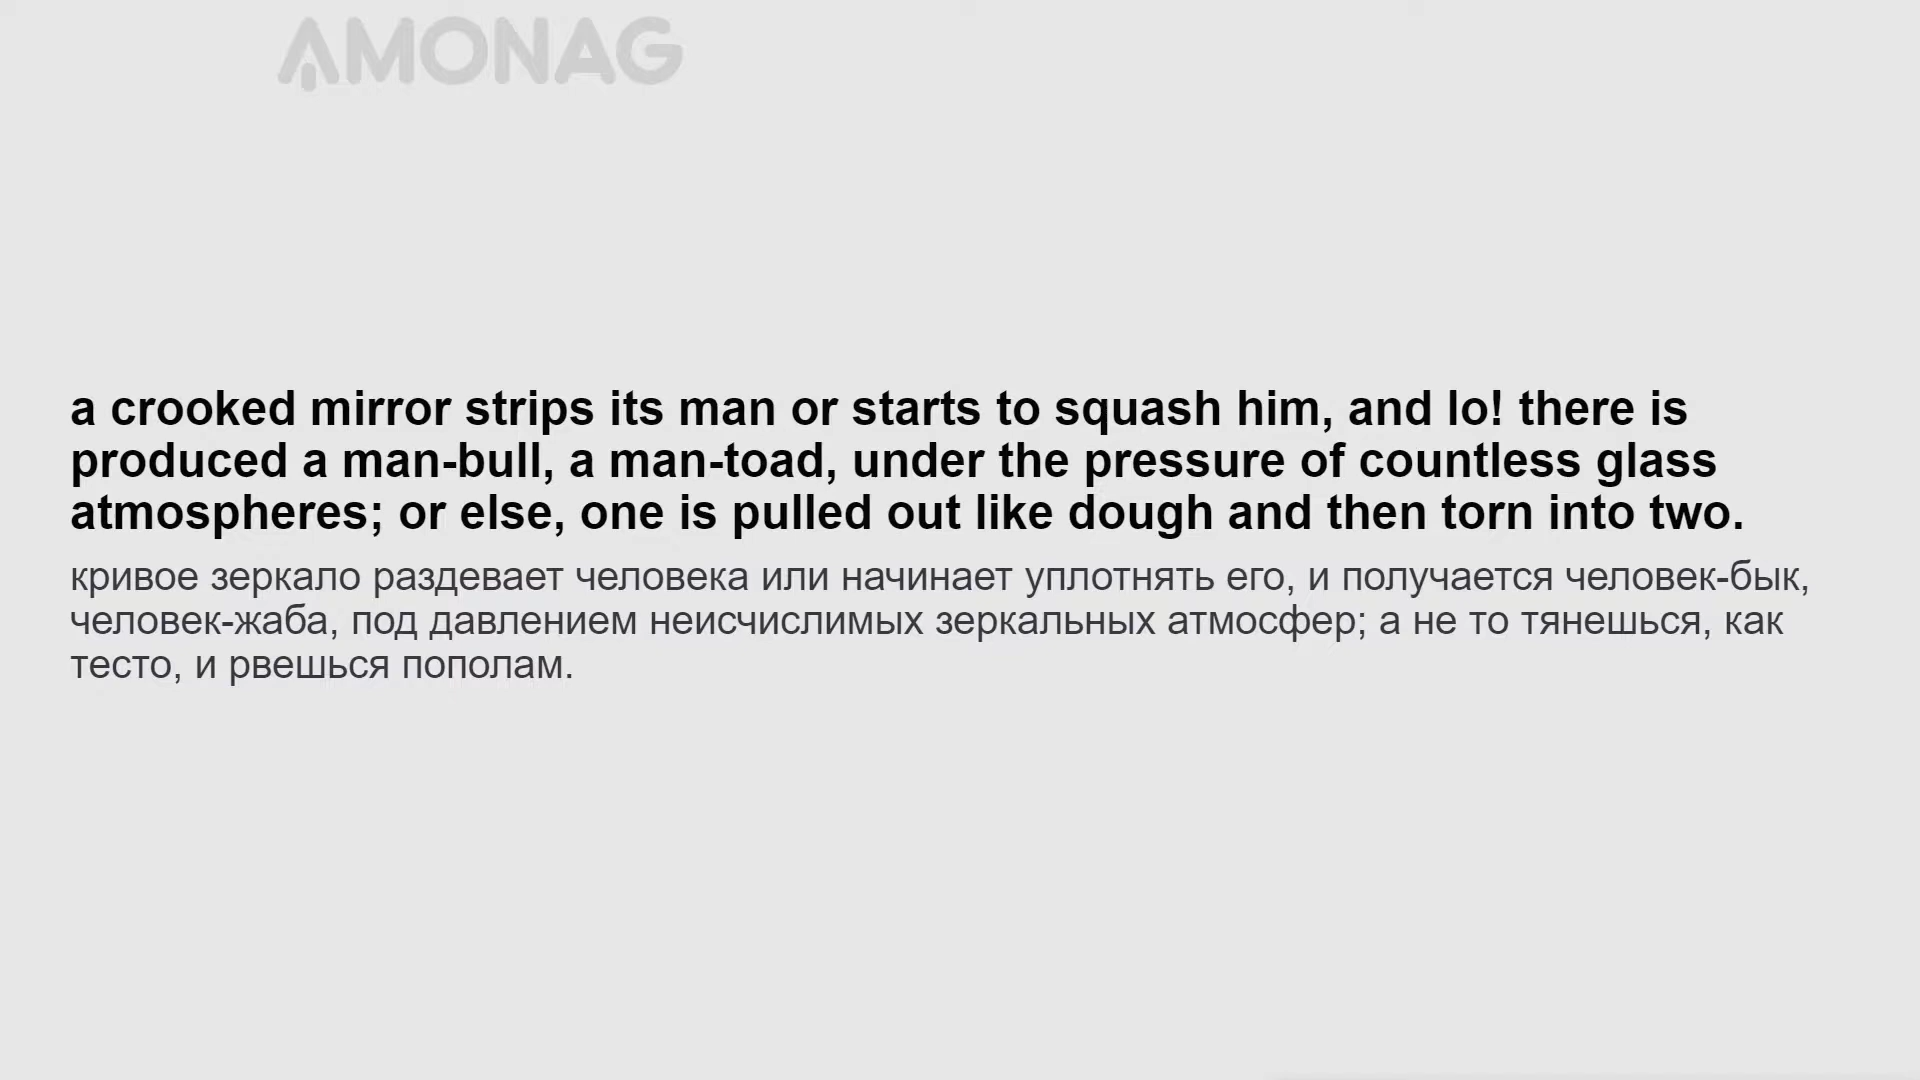 AMONAG
a crooked mirror strips its man or starts to squash him, and lo! there is
produced a man-bull, a man-toad, under the pressure of countless glass
atmospheres; or else, one is pulled out like dough and then torn into two.
кривое зеркало раздевает человека или начинает уплотнять его, и получается человек-бык,
человек-жаба, под давлением неисчислимых зеркальных атмосфер; а не то тянешься, как
тесто, и рвешься пополам.